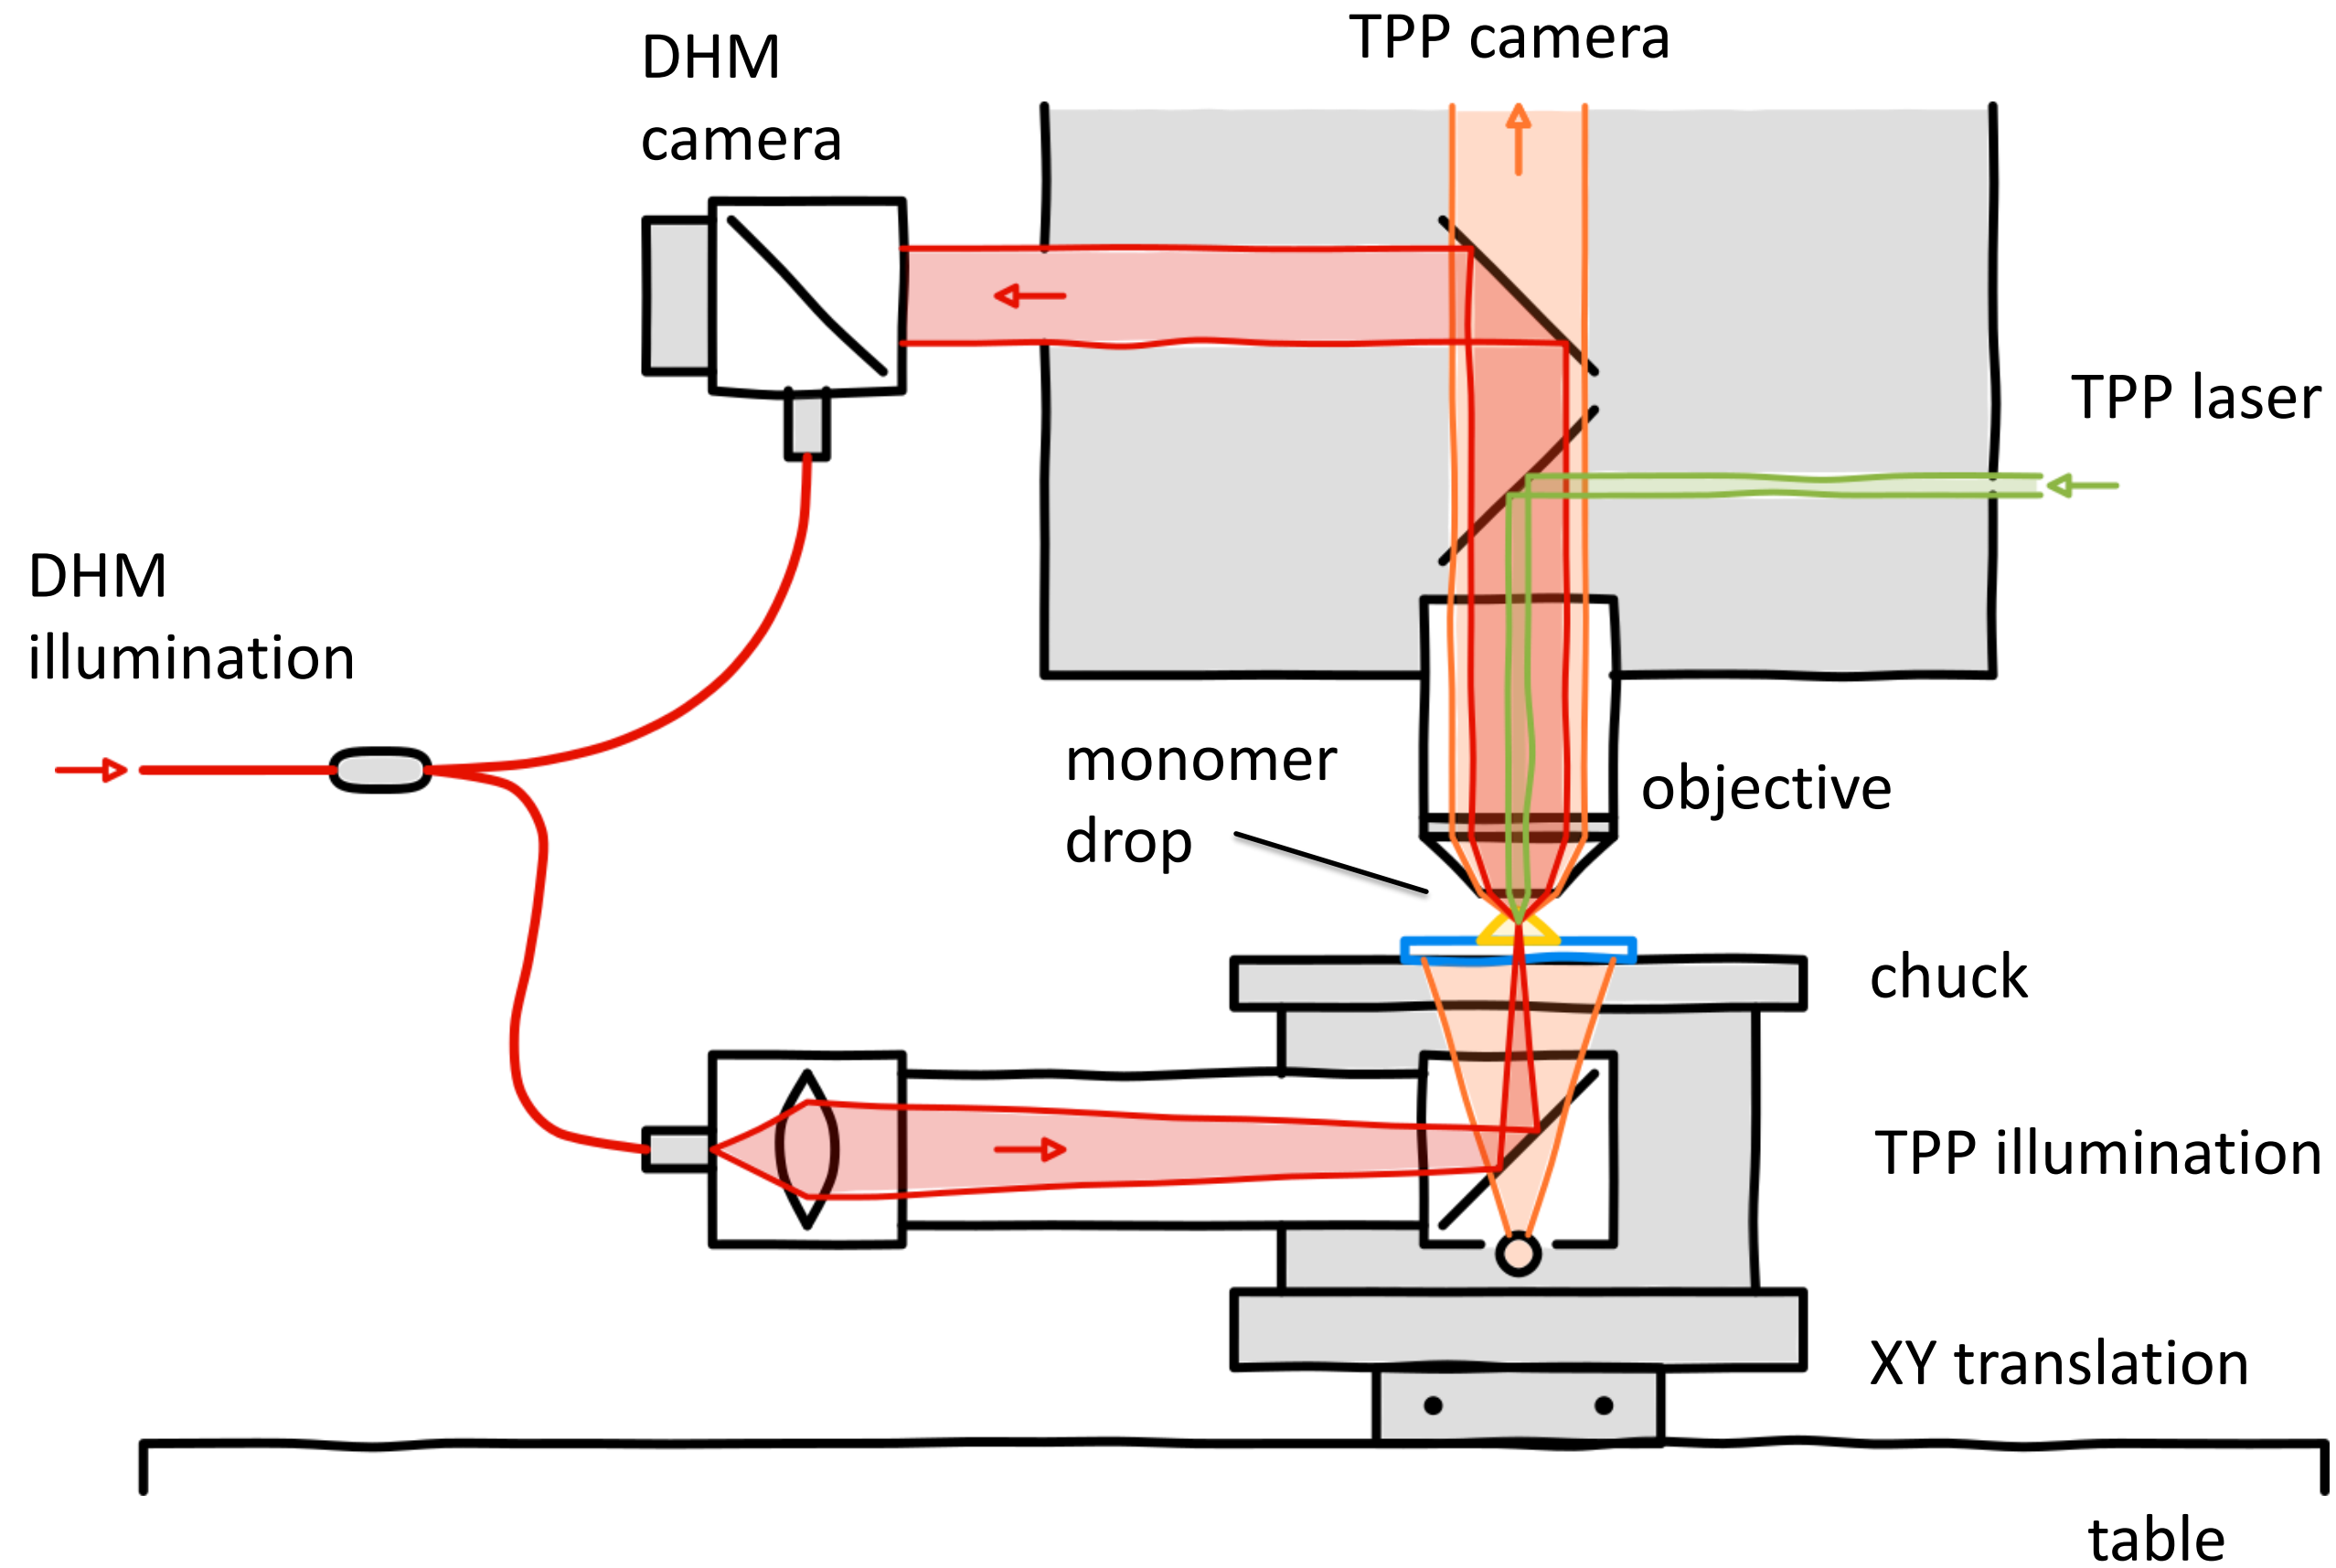 TPP camera
DHM
camera
TPP laser
DHM
illumination
monomer
drop
objective
chuck
TPP illumination
XY translation
table